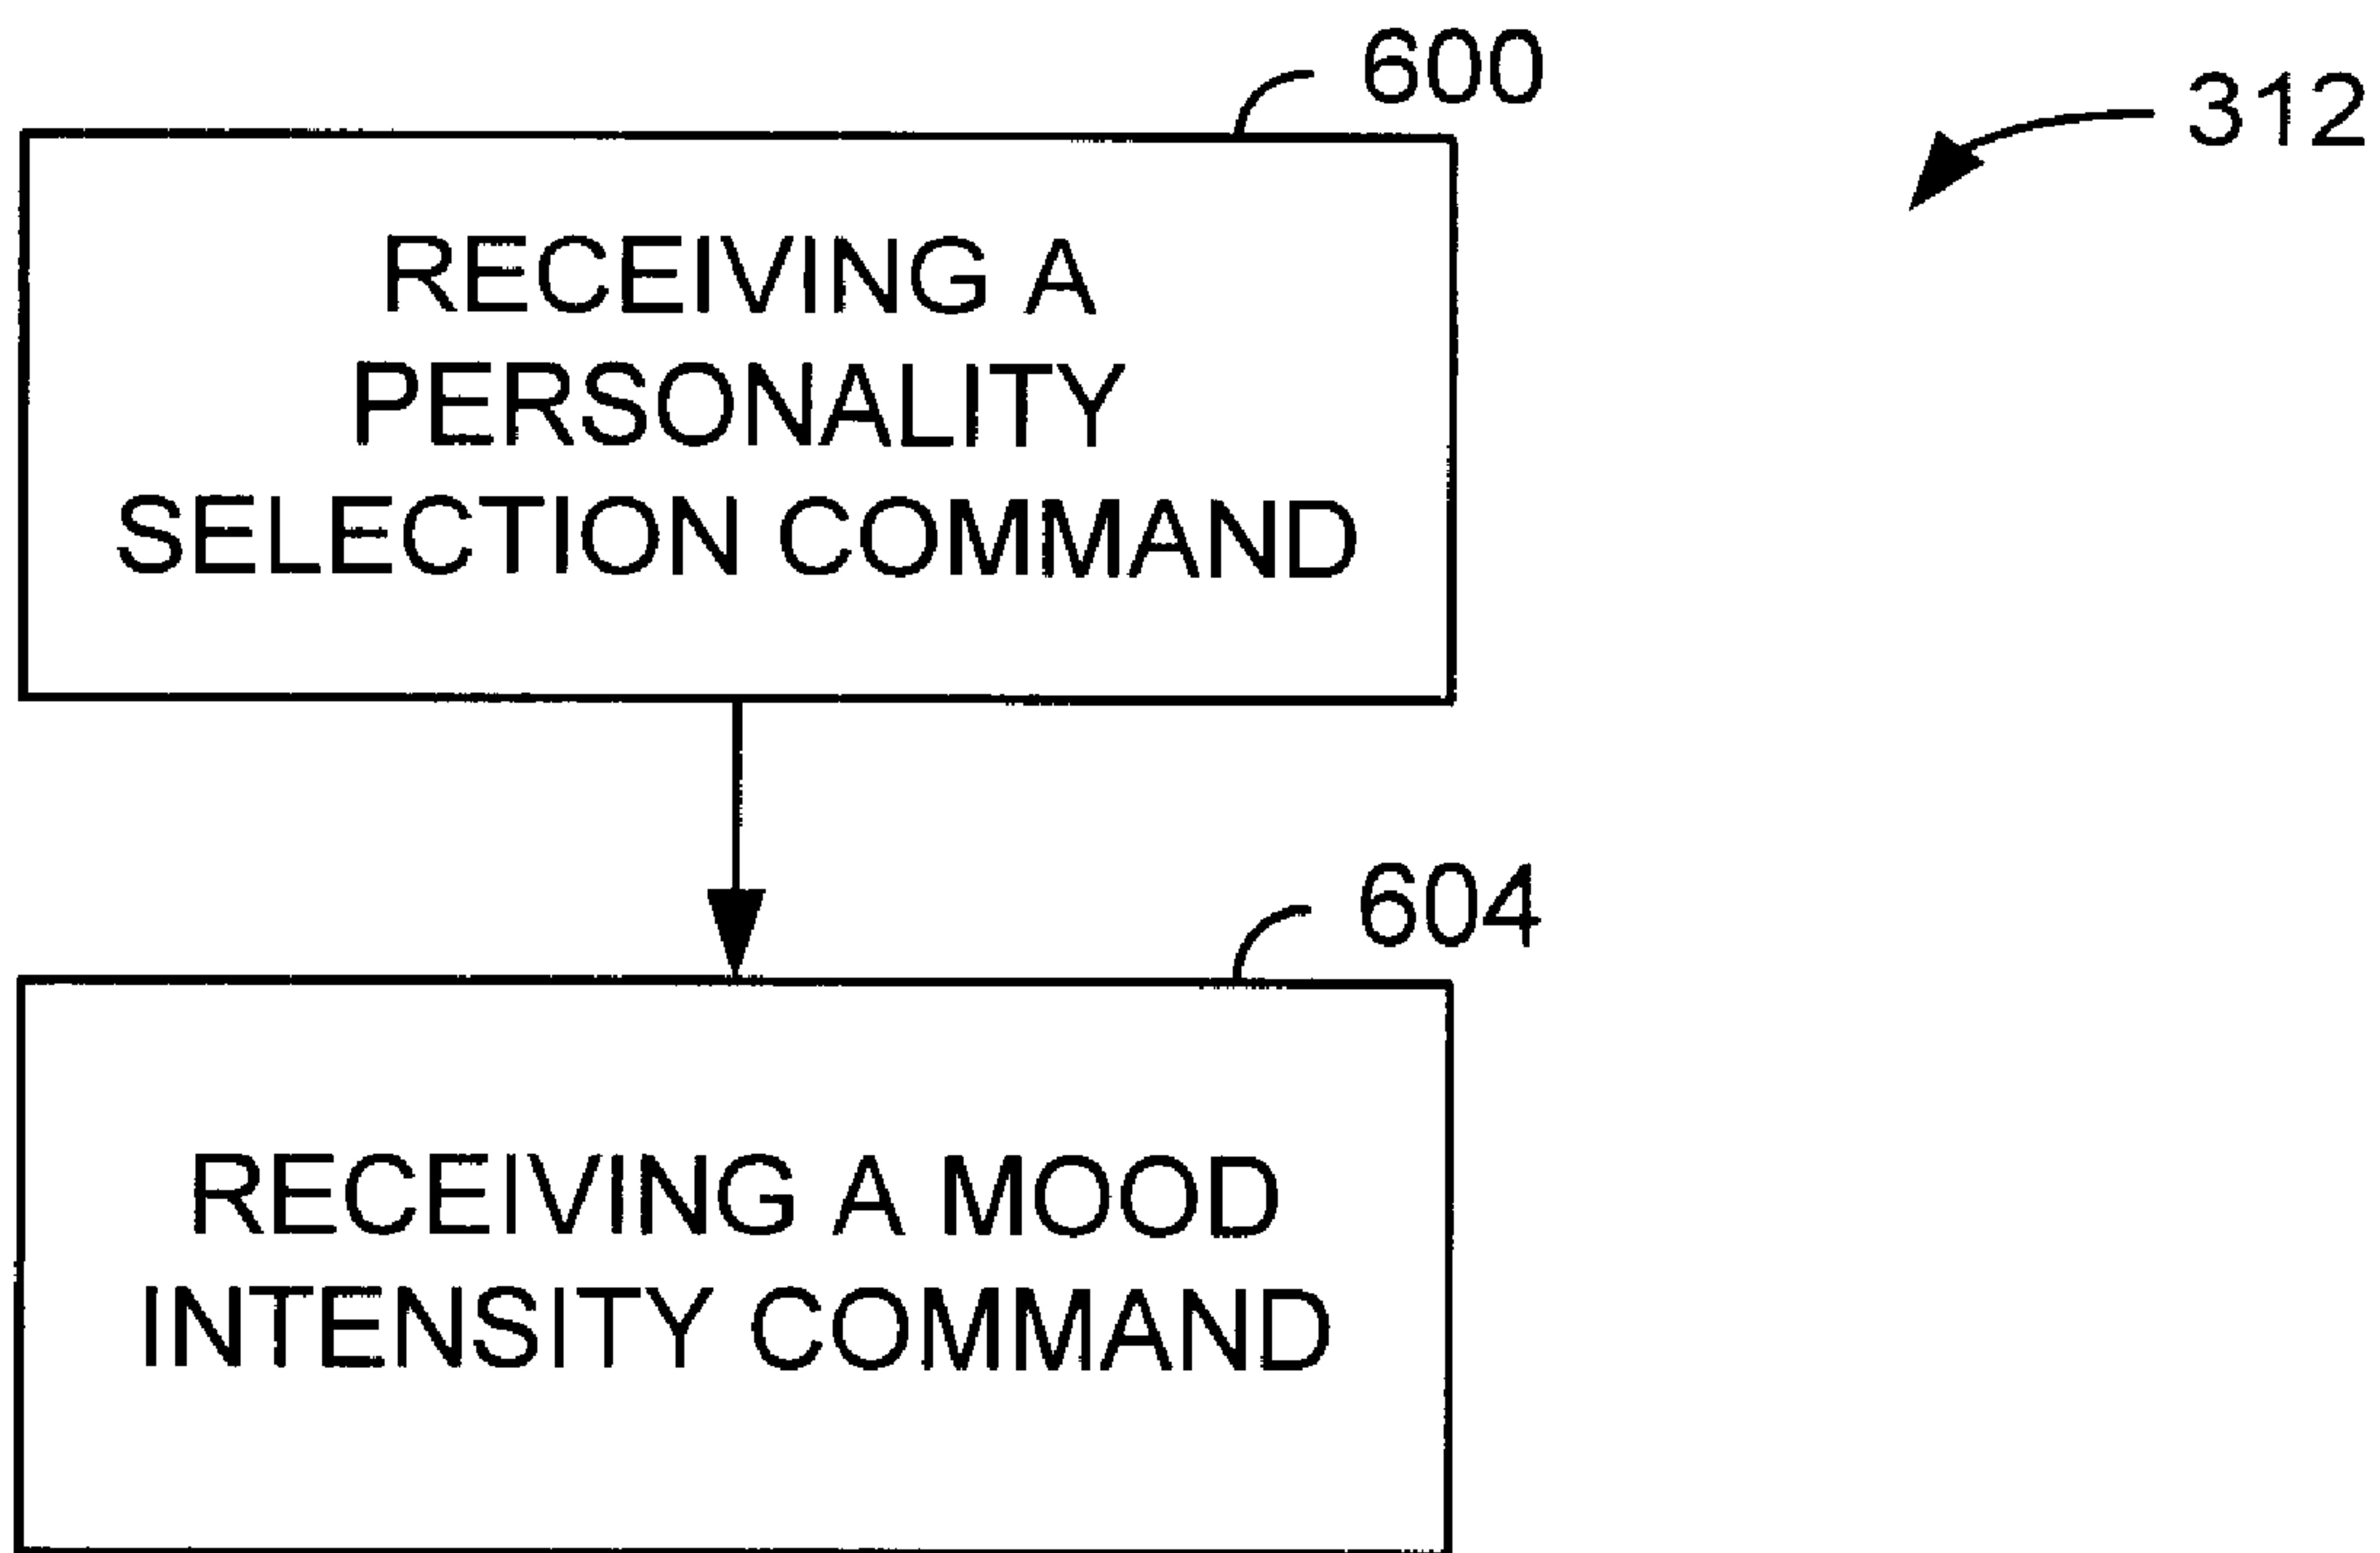 600
312
RECEIVING A
PERSONALITY
SELECTION COMMAND
604
RECEIVING A MOOD
INTENSITY COMMAND